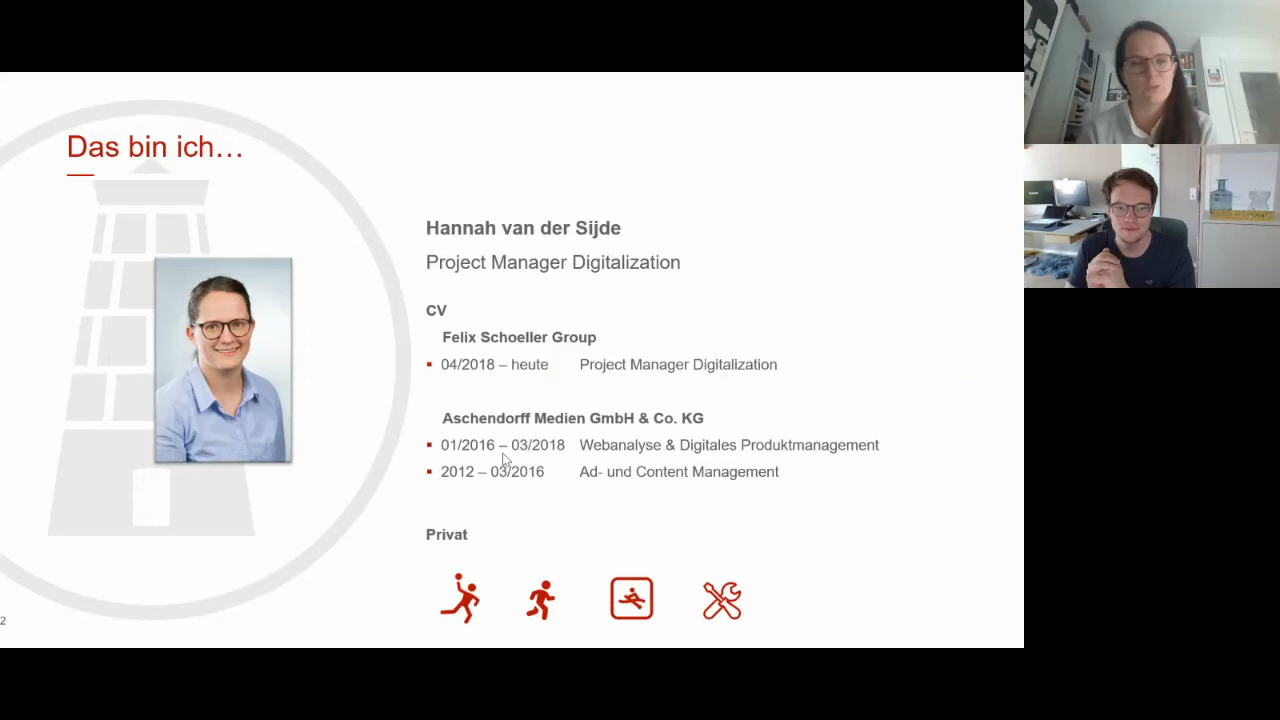 Das bin ich…
Hannah van der Sijde
Project Manager Digitalization
CV
Felix Schoeller Group
04/2018 – heute Project Manager Digitalization
Aschendorff Medien GmbH & Co. KG
01/2016 – 03/2018 Webanalyse & Digitales Produktmanagement
2012 – 03/2016 Ad- und Content Management
Privat
2